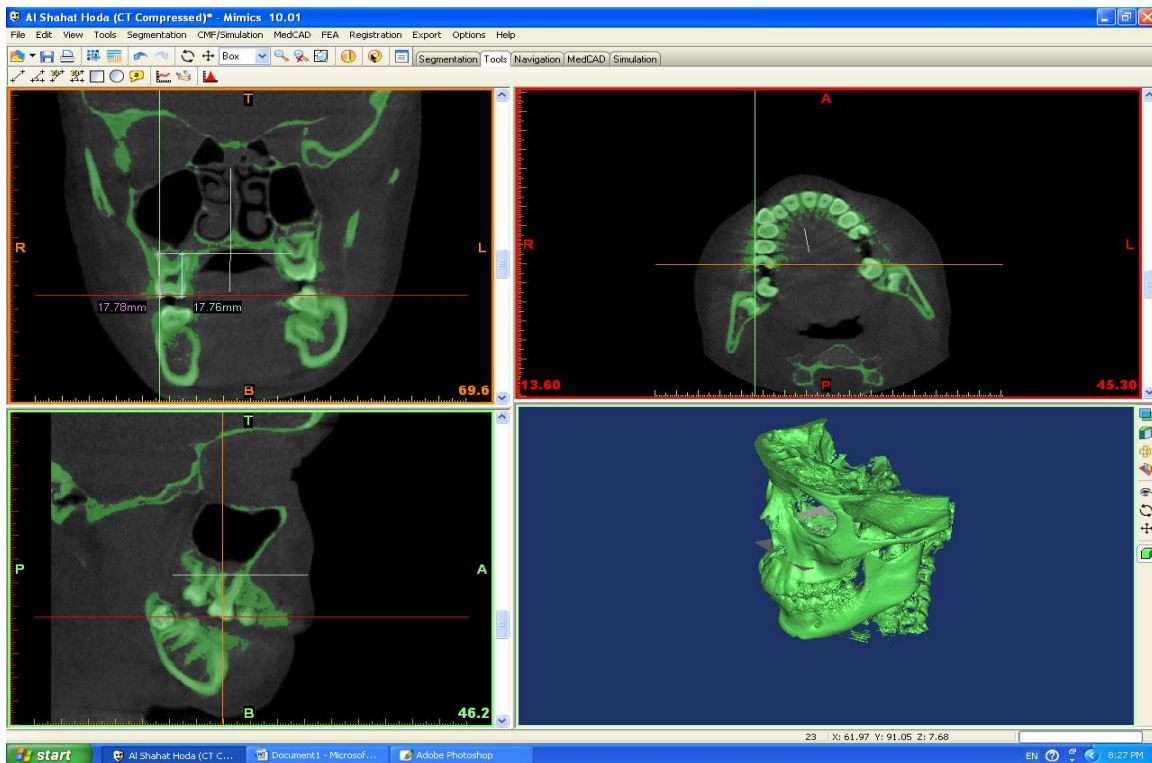 Al Shahat Hoda (CT Compressed)* - Mimics 10.01
File Edit View Tools Segmentation CMF/Simulation MedCAD FEA Registration Export Options Help
Box Segmentation Tools Navigation MedCAD Simulation
T
R
L
17.78mm 17.76mm
B
69.6
A
R
L
13.60
P
45.30
T
P
A
B
46.2
23 X: 61.97 Y: 91.05 Z: 7.68
start Al Shahat Hoda (CT C... Document1 - Microsof... Adobe Photoshop EN 8:27 PM